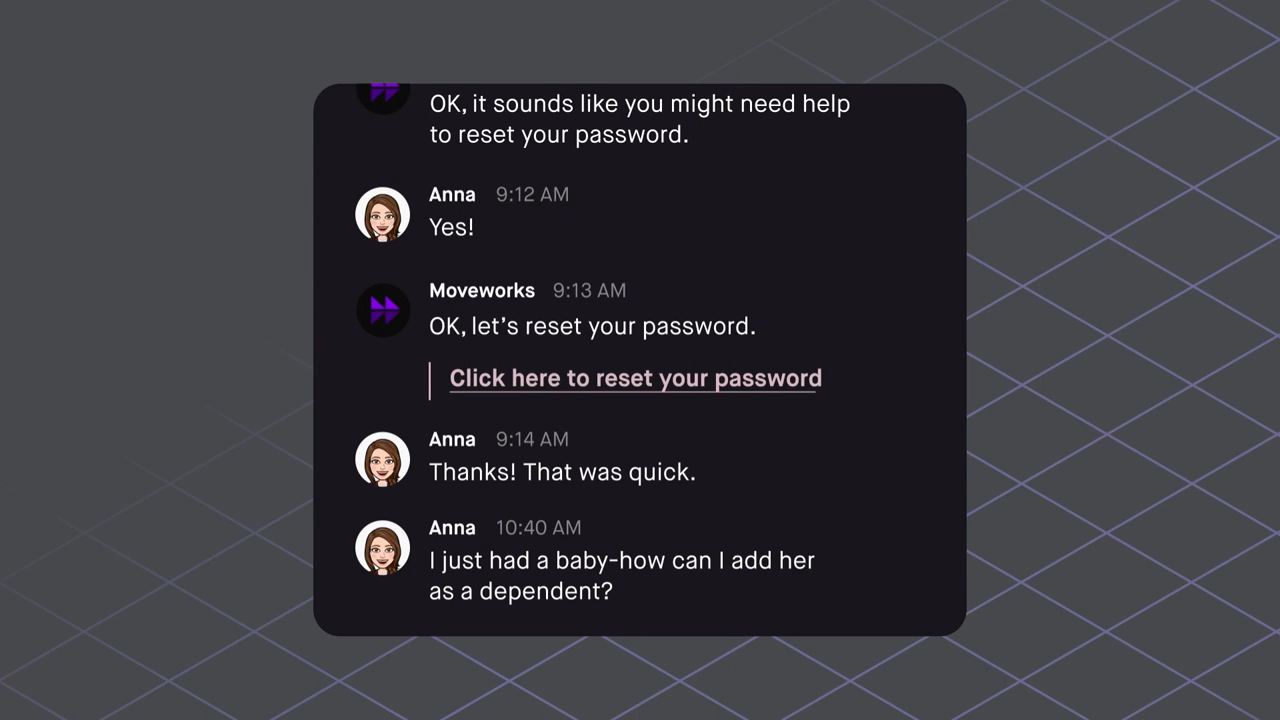 OK, it sounds like you might need help
to reset your password.
Anna 9:12 AM
Yes!
Moveworks 9:13 AM
OK, let’s reset your password.
Click here to reset your password
Anna 9:14 AM
Thanks! That was quick.
Anna 10:40 AM
I just had a baby-how can I add her
as a dependent?